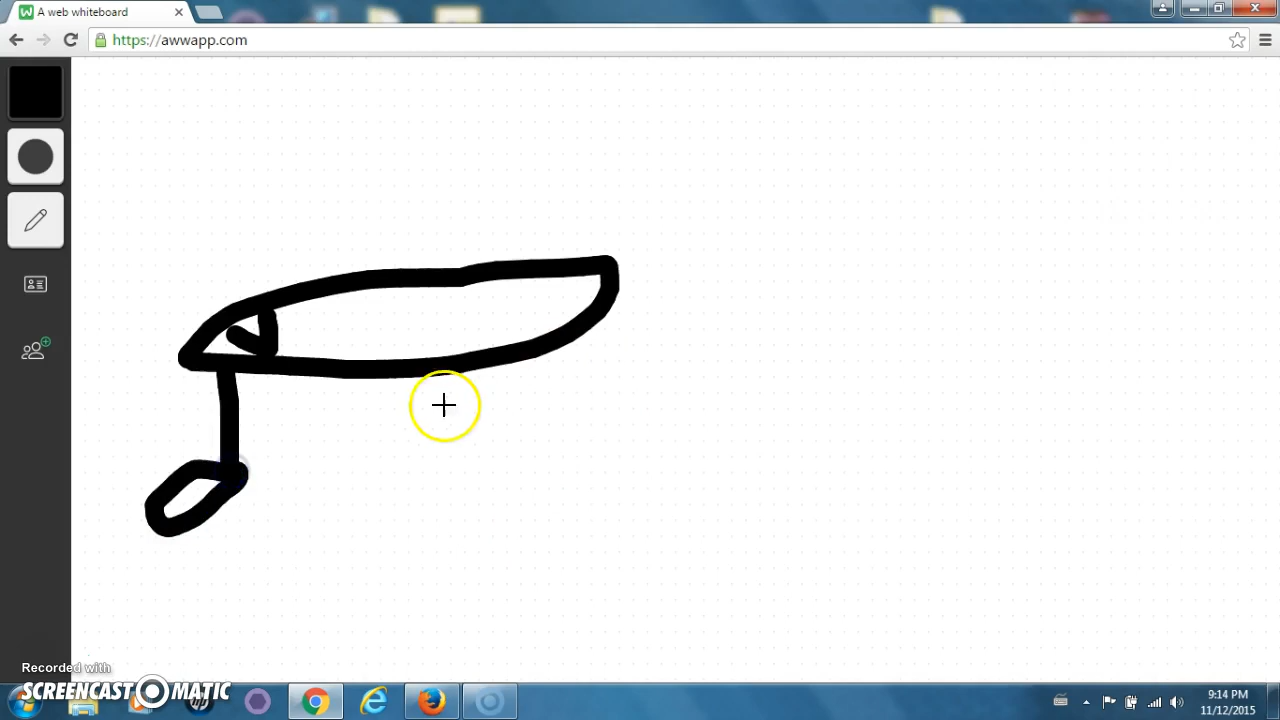 A web whiteboard
https://awwapp.com
Recorded with
SCREENCAST MATIC
9:14 PM
11/12/2015